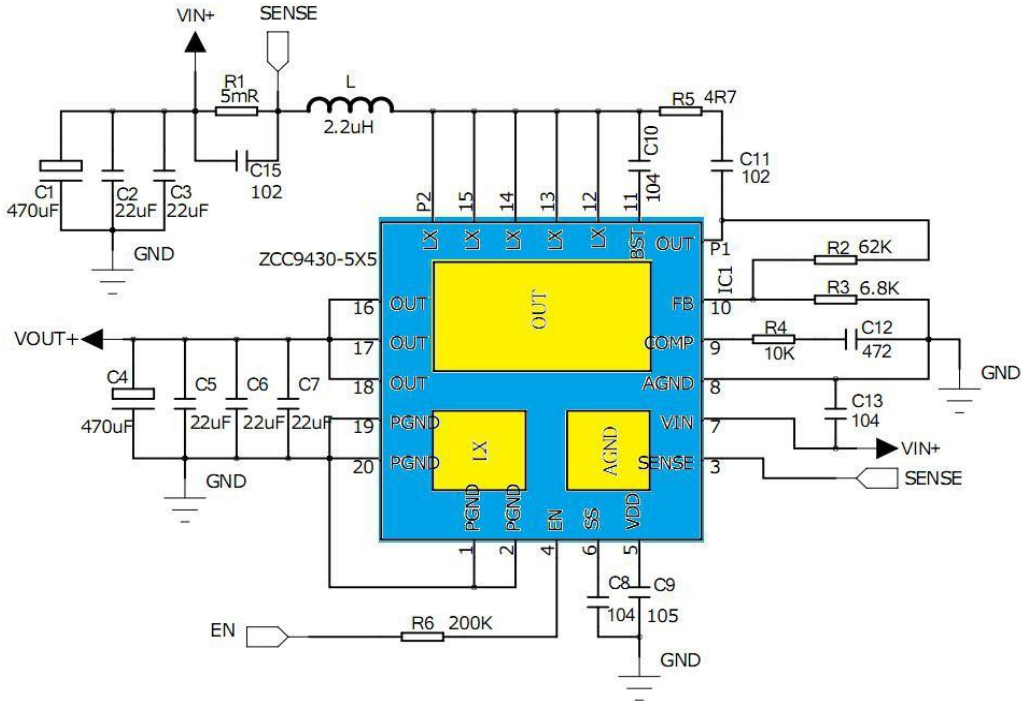 VIN+
SENSE
R1
5mR
L
2.2uH
C15
102
C1
470uF
C2
22uF
C3
22uF
GND
R5
4R7
C10
104
C11
102
P2
15
14
13
12
11
LX
LX
LX
LX
LX
BST
OUT
P1
ZCC9430-5X5
IC1
OUT
R2
62K
R3
6.8K
R4
10K
C12
472
GND
16
OUT
17
OUT
18
OUT
19
PGND
20
PGND
FB
10
COMP
9
AGND
8
VIN
7
SENSE
3
VOUT+
C4
470uF
C5
22uF
C6
22uF
C7
22uF
GND
LX
AGND
C13
104
VIN+
SENSE
PGND
PGND
EN
SS
VDD
1
2
4
6
5
C8
104
C9
105
EN
R6
200K
GND